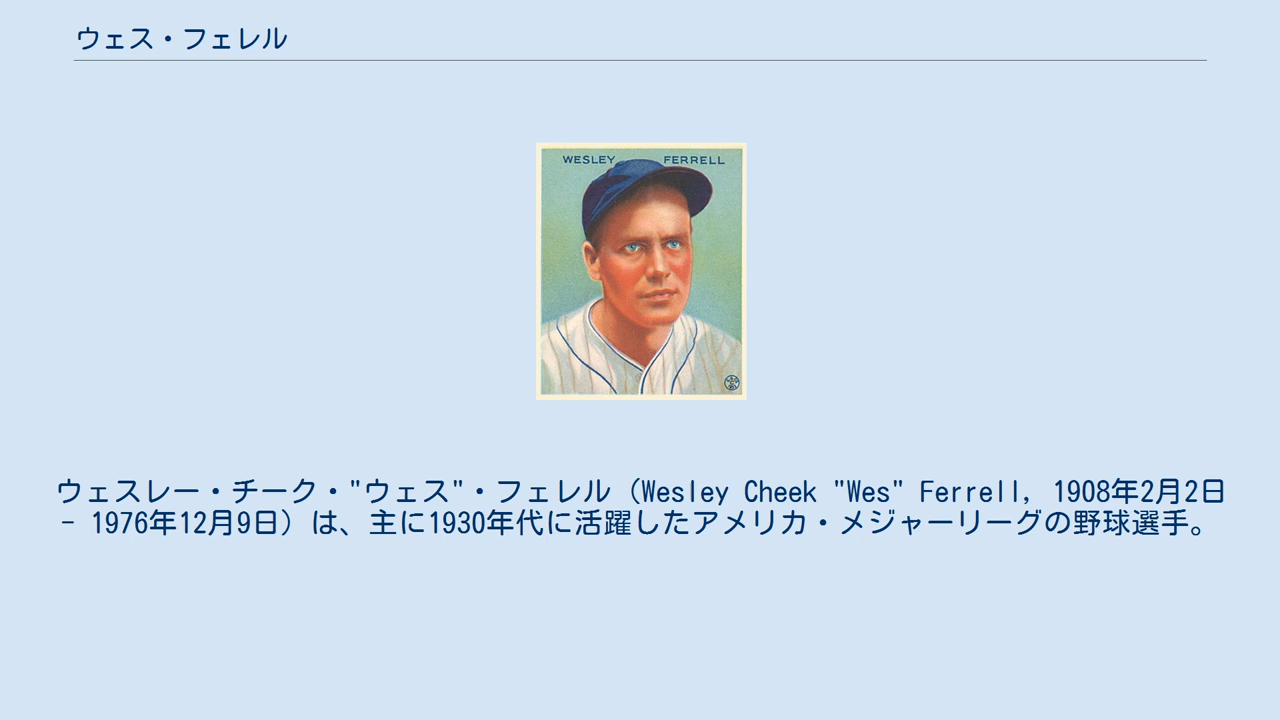 ウェス・フェレル
WESLEY FERRELL
ウェスレー・チーク・"ウェス"・フェレル（Wesley Cheek "Wes" Ferrell, 1908年2月2日
- 1976年12月9日）は、主に1930年代に活躍したアメリカ・メジャーリーグの野球選手。